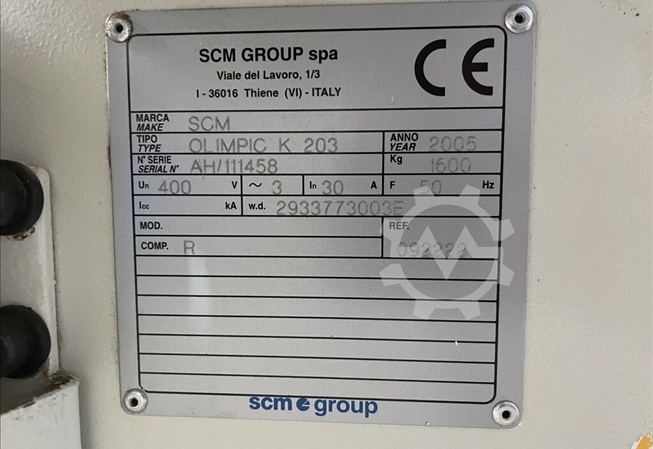 SCM GROUP spa
Viale del Lavoro, 1/3
I - 36016 Thiene (VI) - ITALY
CE
MARCA
MAKE SCM
TIPO
TYPE OLIMPIC K 203 ANNO
YEAR 2005
N° SERIE
SERIAL N° AH/111458 Kg 1600
Un 400 V ~ 3 In 30 A F 50 Hz
Icc kA w.d. 2933773003E
MOD. REF.
COMP. R 092222
scm group